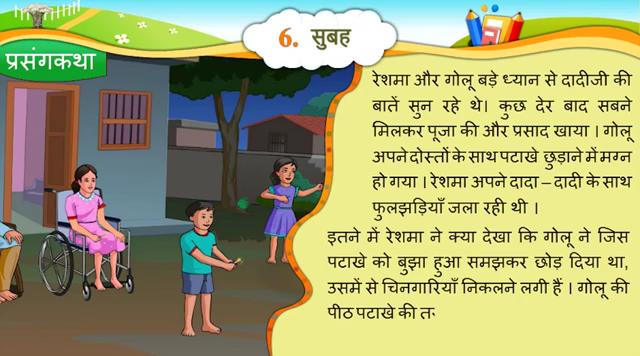 6. सुबह
प्रसंगकथा
रेशमा और गोलू बड़े ध्यान से दादीजी की
बातें सुन रहे थे। कुछ देर बाद सबने
मिलकर पूजा की और प्रसाद खाया । गोलू
अपने दोस्तों के साथ पटाखे छुड़ाने में मग्न
हो गया । रेशमा अपने दादा – दादी के साथ
फुलझड़ियाँ जला रही थी ।
इतने में रेशमा ने क्या देखा कि गोलू ने जिस
पटाखे को बुझा हुआ समझकर छोड़ दिया था,
उसमें से चिनगारियाँ निकलने लगी हैं । गोलू की
पीठ पटाखे की त